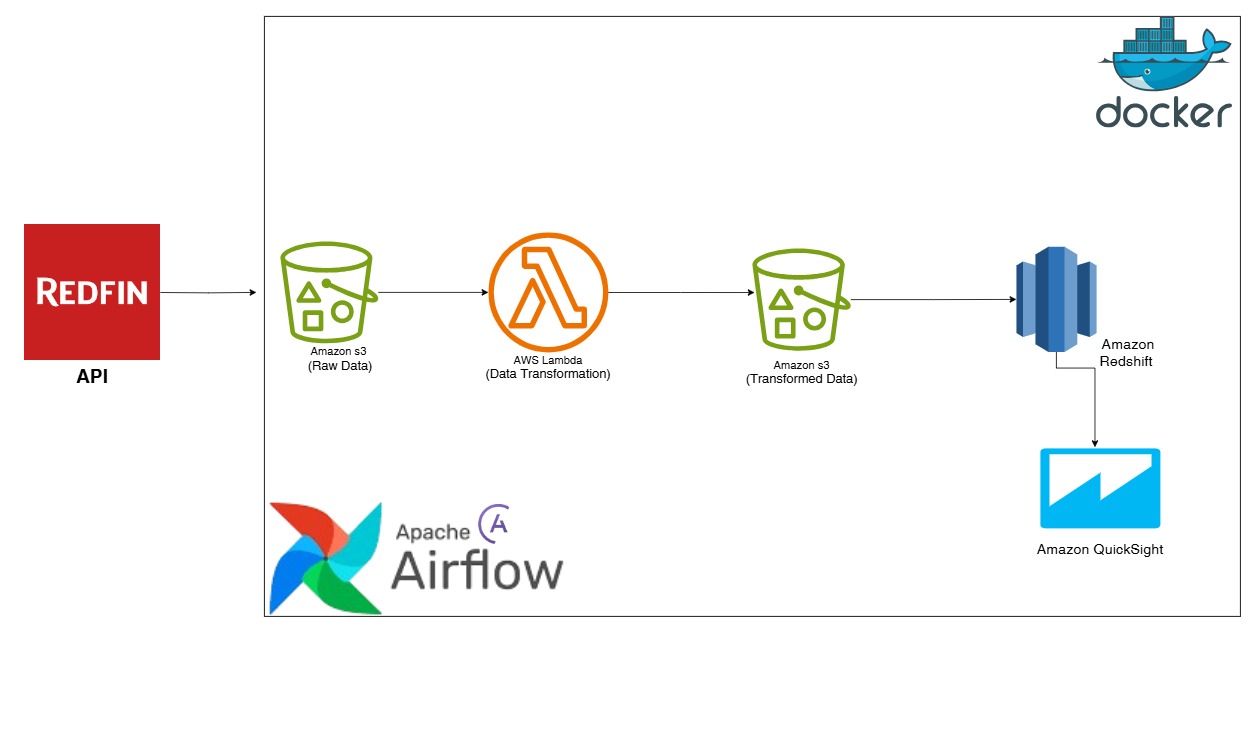 docker
REDFIN
API
Amazon s3
(Raw Data)
AWS Lambda
(Data Transformation)
Amazon s3
(Transformed Data)
Amazon
Redshift
Amazon QuickSight
Apache
Airflow